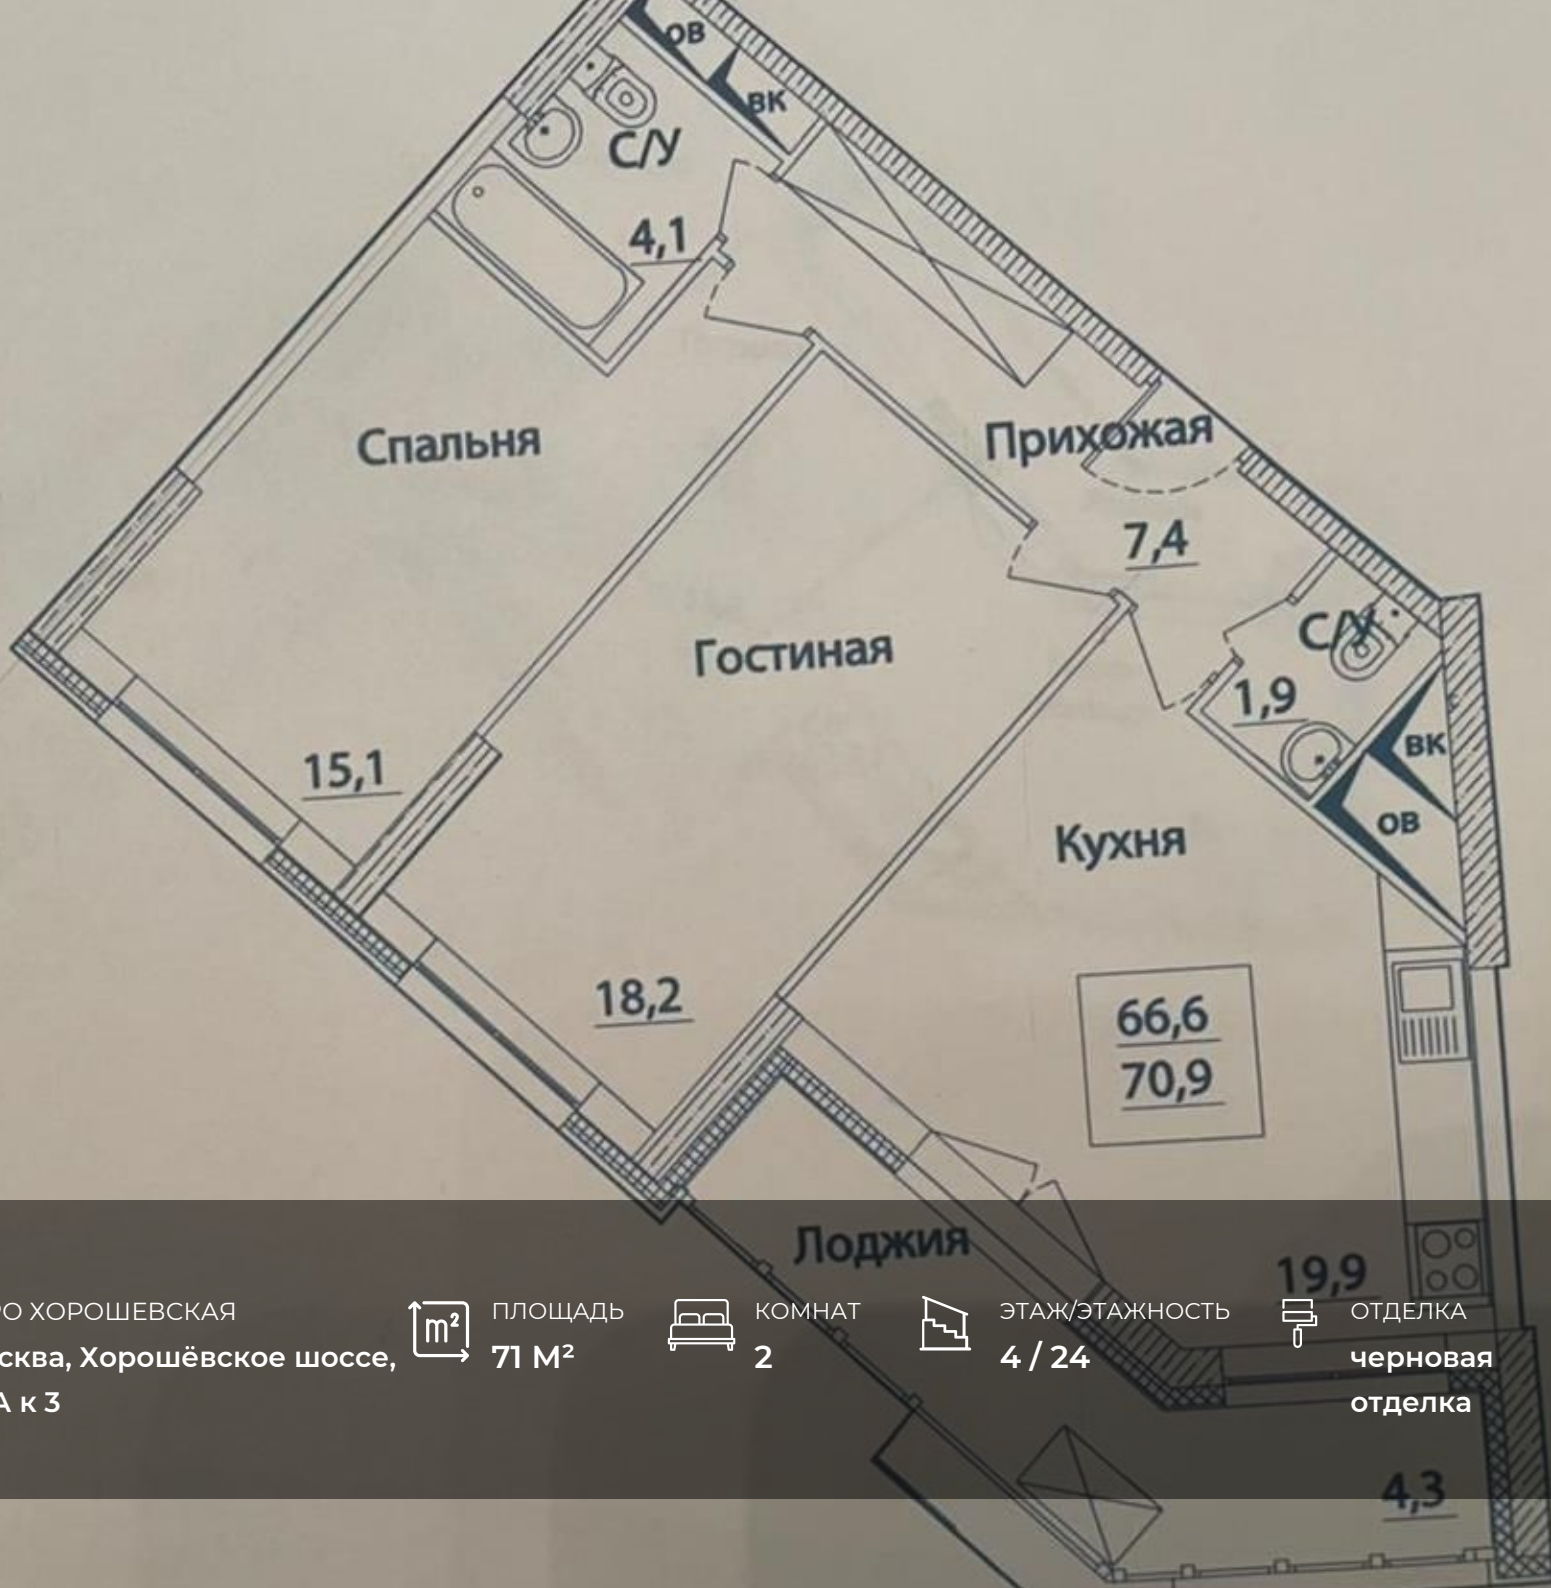 ОВ
ВК
С/У
4,1
Спальня
Прихожая
7,4
Гостиная
С/У
1,9
ВК
ОВ
15,1
Кухня
18,2
66,6
70,9
Лоджия
19,9
РО ХОРОШЕВСКАЯ
сква, Хорошёвское шоссе,
А к 3
m²
ПЛОЩАДЬ
71 М²
КОМНАТ
2
ЭТАЖ/ЭТАЖНОСТЬ
4 / 24
ОТДЕЛКА
черновая
отделка
4,3